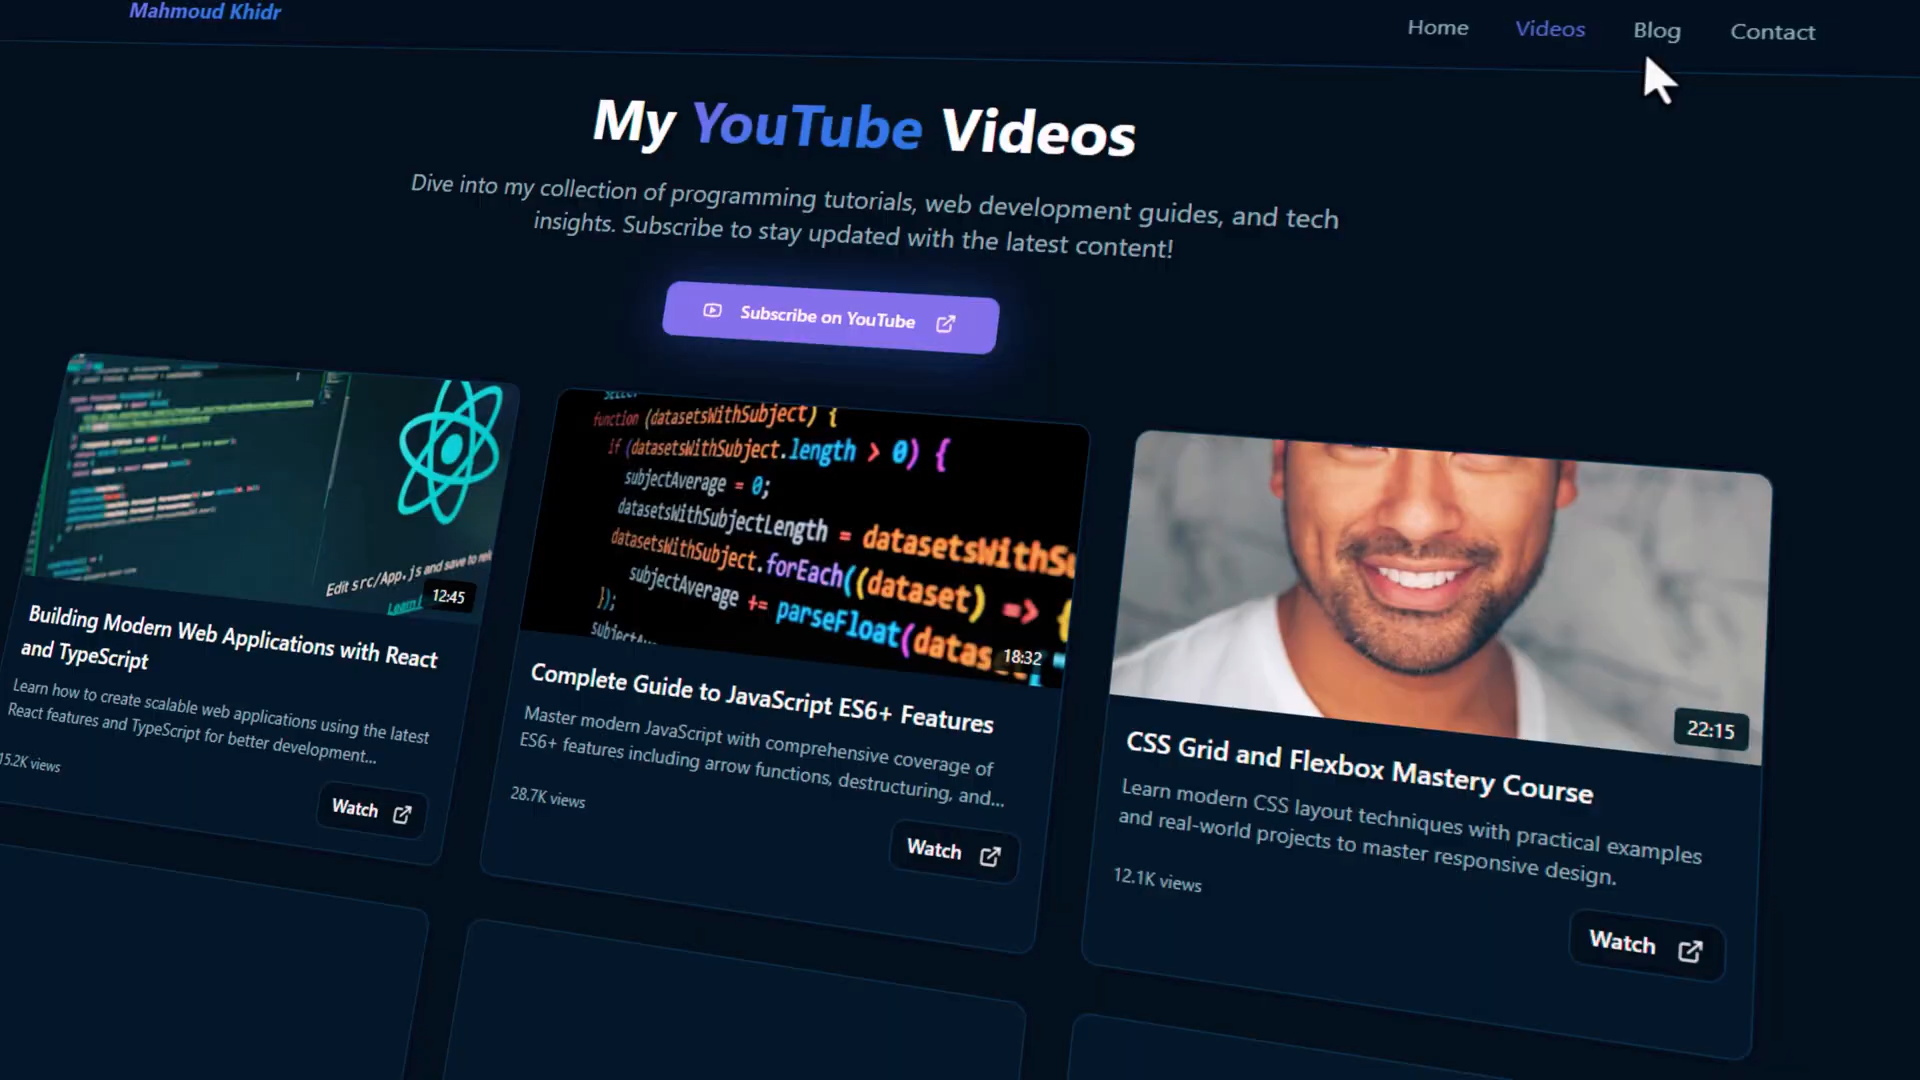 Mahmoud Khidr
Home
Videos
Blog
Contact
My YouTube Videos
Dive into my collection of programming tutorials, web development guides, and tech
insights. Subscribe to stay updated with the latest content!
Subscribe on YouTube
Edit src/App.js and save to
12:45
Building Modern Web Applications with React
and TypeScript
Learn how to create scalable web applications using the latest
React features and TypeScript for better development...
15.2K views
Watch
function (datasetsWithSubject) {
if (datasetsWithSubject.length > 0) {
subjectAverage = 0;
datasetsWithSubjectLength = datasetsWithSu
datasetsWithSubject.forEach((dataset) => {
subjectAverage += parseFloat(datas
});
18:32
Complete Guide to JavaScript ES6+ Features
Master modern JavaScript with comprehensive coverage of
ES6+ features including arrow functions, destructuring, and...
28.7K views
Watch
22:15
CSS Grid and Flexbox Mastery Course
Learn modern CSS layout techniques with practical examples
and real-world projects to master responsive design.
12.1K views
Watch